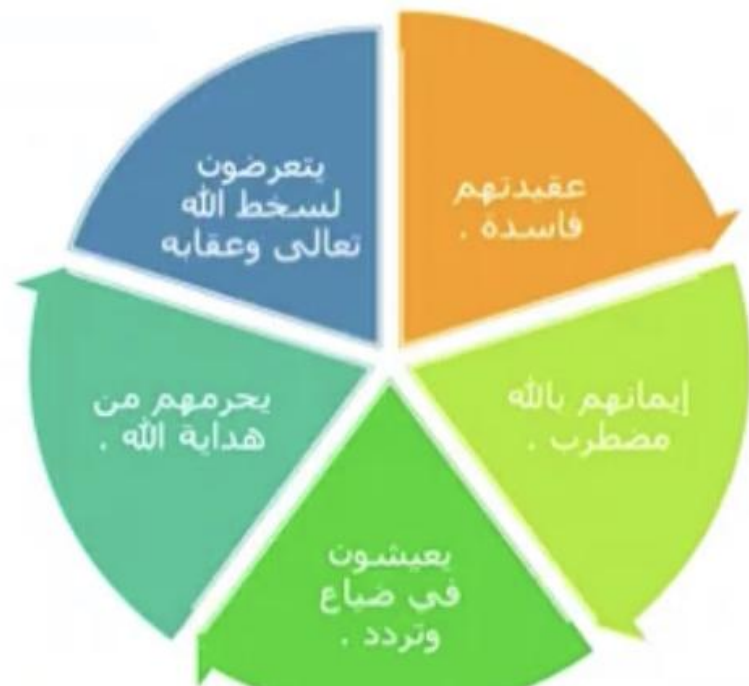 عقيدتهم
فاسدة .
إيمانهم بالله
مضطرب .
يعيشون
في ضياع
وتردد .
يحرمهم من
هداية الله .
يتعرضون
لسخط الله
تعالى وعقابه